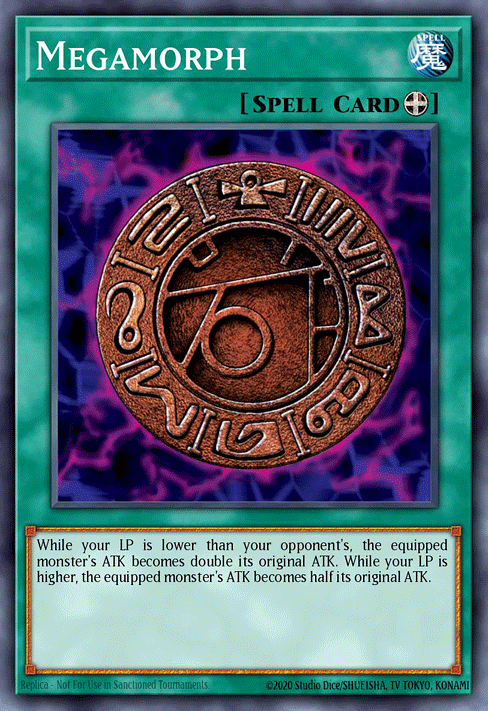 MEGAMORPH
SPELL
魔
[SPELL CARD]
While your LP is lower than your opponent's, the equipped
monster's ATK becomes double its original ATK. While your LP is
higher, the equipped monster's ATK becomes half its original ATK.
Replica - Not For Use in Sanctioned Tournaments
©2020 Studio Dice/SHUEISHA, TV TOKYO, KONAMI